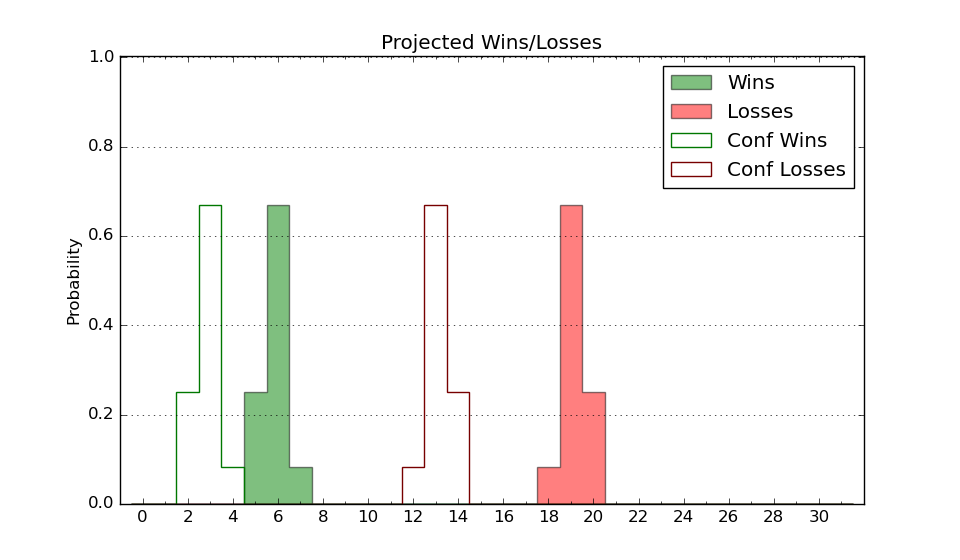 Projected Wins/Losses
1.0
0.8
0.6
0.4
0.2
0.0
Probability
Wins
Losses
Conf Wins
Conf Losses
0 2 4 6 8 10 12 14 16 18 20 22 24 26 28 30